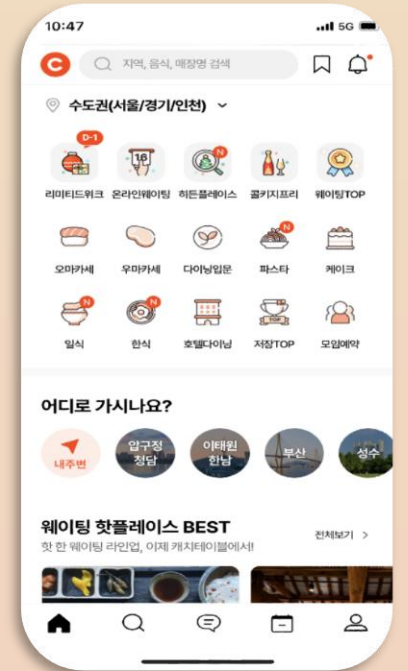 10:47
5G
C
지역, 음식, 매장명 검색
수도권(서울/경기/인천)
D-1
16
N
리미티드위크 온라인웨이팅 히든플레이스 콜키지프리 웨이팅TOP
N
오마카세 우마카세 다이닝입문 파스타 케이크
N N
TOP
일식 한식 호텔다이닝 저장TOP 모임예약
어디로 가시나요?
내주변
압구정
청담
이태원
한남
부산
성수
웨이팅 핫플레이스 BEST
전체보기
핫 한 웨이팅 라인업, 이제 캐치테이블에서!